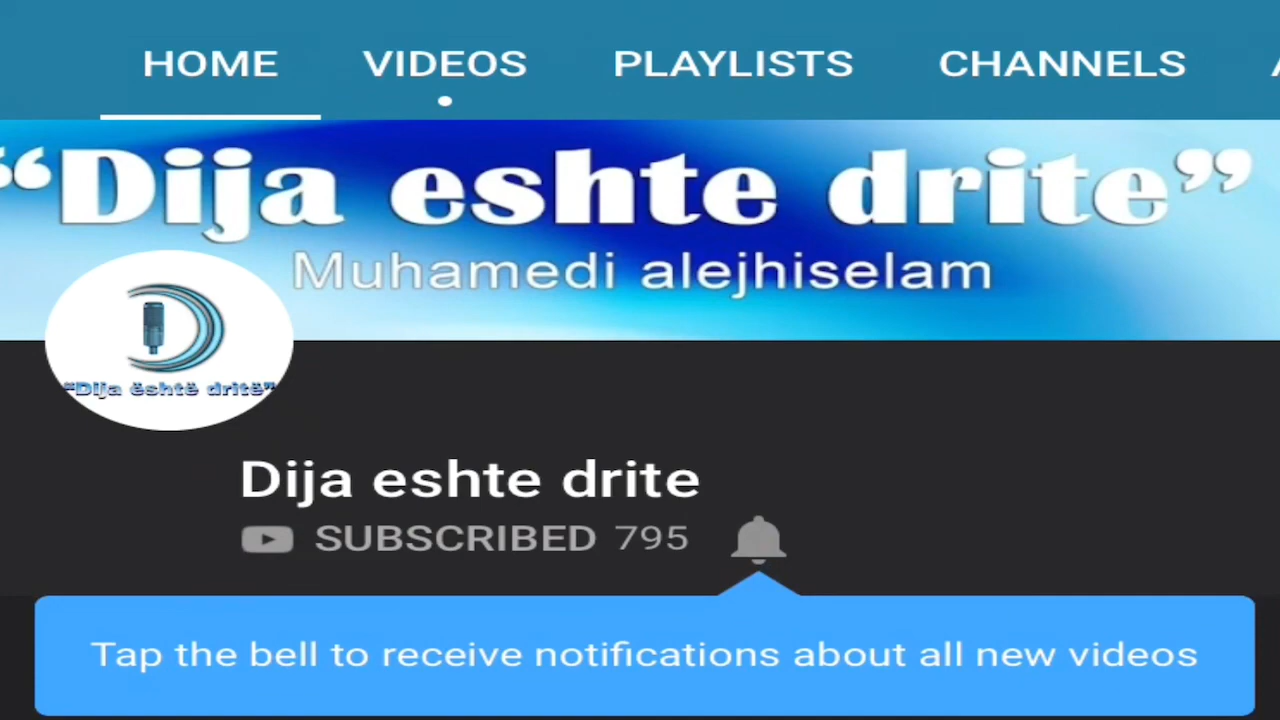 HOME VIDEOS PLAYLISTS CHANNELS
“Dija eshte drite”
Muhamedi alejhiselam
“Dija është dritë”
Dija eshte drite
SUBSCRIBED 795
Tap the bell to receive notifications about all new videos